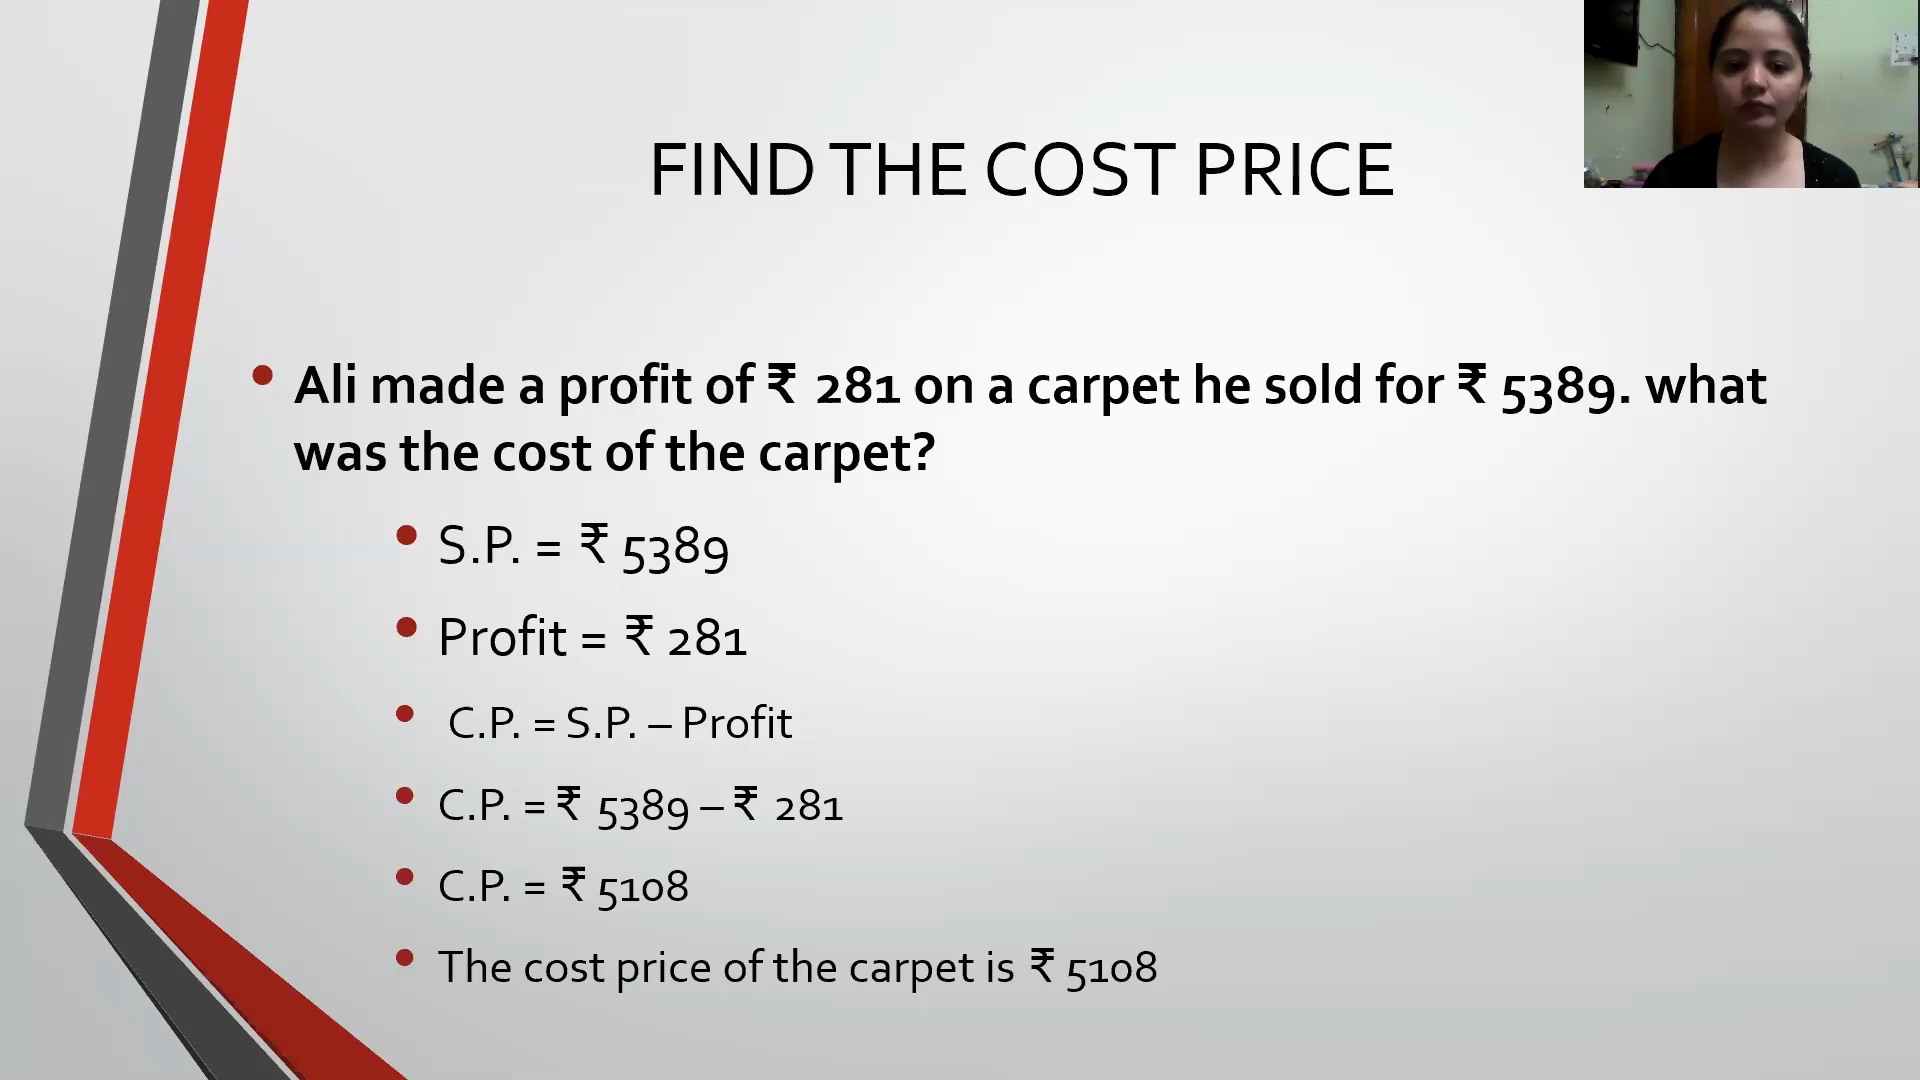 FIND THE COST PRICE
• Ali made a profit of ₹ 281 on a carpet he sold for ₹ 5389. what
was the cost of the carpet?
• S.P. = ₹ 5389
• Profit = ₹ 281
• C.P. = S.P. – Profit
• C.P. = ₹ 5389 – ₹ 281
• C.P. = ₹ 5108
• The cost price of the carpet is ₹ 5108